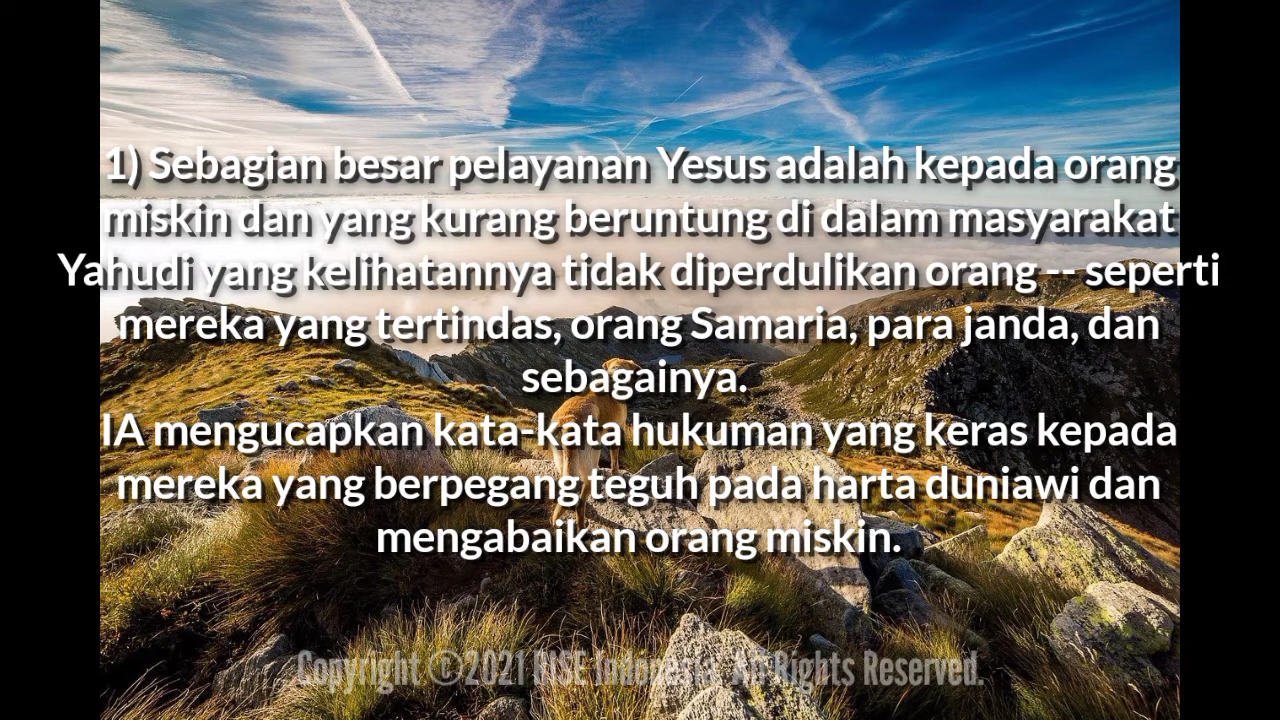 1) Sebagian besar pelayanan Yesus adalah kepada orang
miskin dan yang kurang beruntung di dalam masyarakat
Yahudi yang kelihatannya tidak diperdulikan orang -- seperti
mereka yang tertindas, orang Samaria, para janda, dan
sebagainya.
IA mengucapkan kata-kata hukuman yang keras kepada
mereka yang berpegang teguh pada harta duniawi dan
mengabaikan orang miskin.
Copyright ©2021 RISE Indonesia. All Rights Reserved.